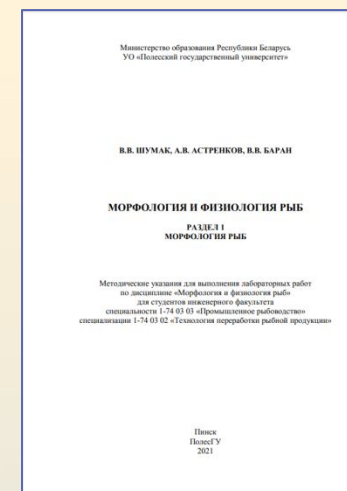 Министерство образования Республики Беларусь
УО «Полесский государственный университет»
В.В. ШУМАК, А.В. АСТРЕНКОВ, В.В. БАРАН
МОРФОЛОГИЯ И ФИЗИОЛОГИЯ РЫБ
РАЗДЕЛ 1
МОРФОЛОГИЯ РЫБ
Методические указания для выполнения лабораторных работ
по дисциплине «Морфология и физиология рыб»
для студентов инженерного факультета
специальности 1-74 03 03 «Промышленное рыбоводство»
специализации 1-74 03 02 «Технология переработки рыбной продукции»
Пинск
ПолесГУ
2021